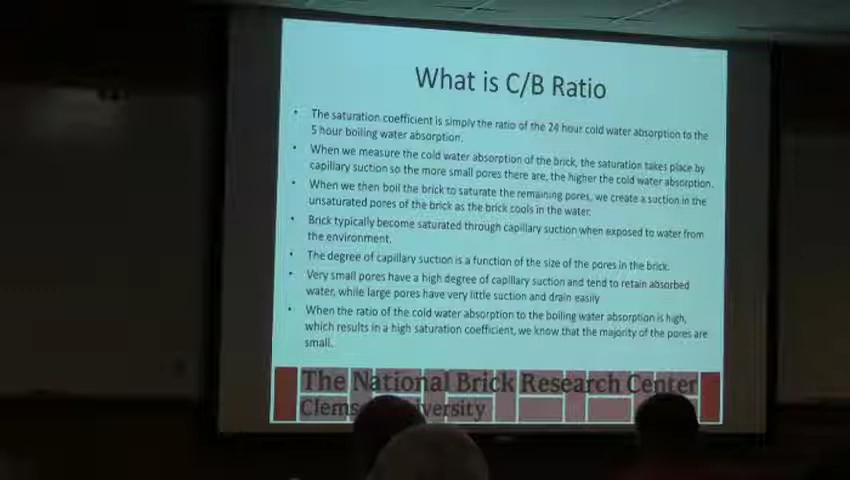 What is C/B Ratio
• The saturation coefficient is simply the ratio of the 24 hour cold water absorption to the
5 hour boiling water absorption.
• When we measure the cold water absorption of the brick, the saturation takes place by
capillary suction so the more small pores there are, the higher the cold water absorption.
• When we then boil the brick to saturate the remaining pores, we create a suction in the
unsaturated pores of the brick as the brick cools in the water.
• Brick typically become saturated through capillary suction when exposed to water from
the environment.
• The degree of capillary suction is a function of the size of the pores in the brick.
• Very small pores have a high degree of capillary suction and tend to retain absorbed
water, while large pores have very little suction and drain easily
• When the ratio of the cold water absorption to the boiling water absorption is high,
which results in a high saturation coefficient, we know that the majority of the pores are
small.
The National Brick Research Center